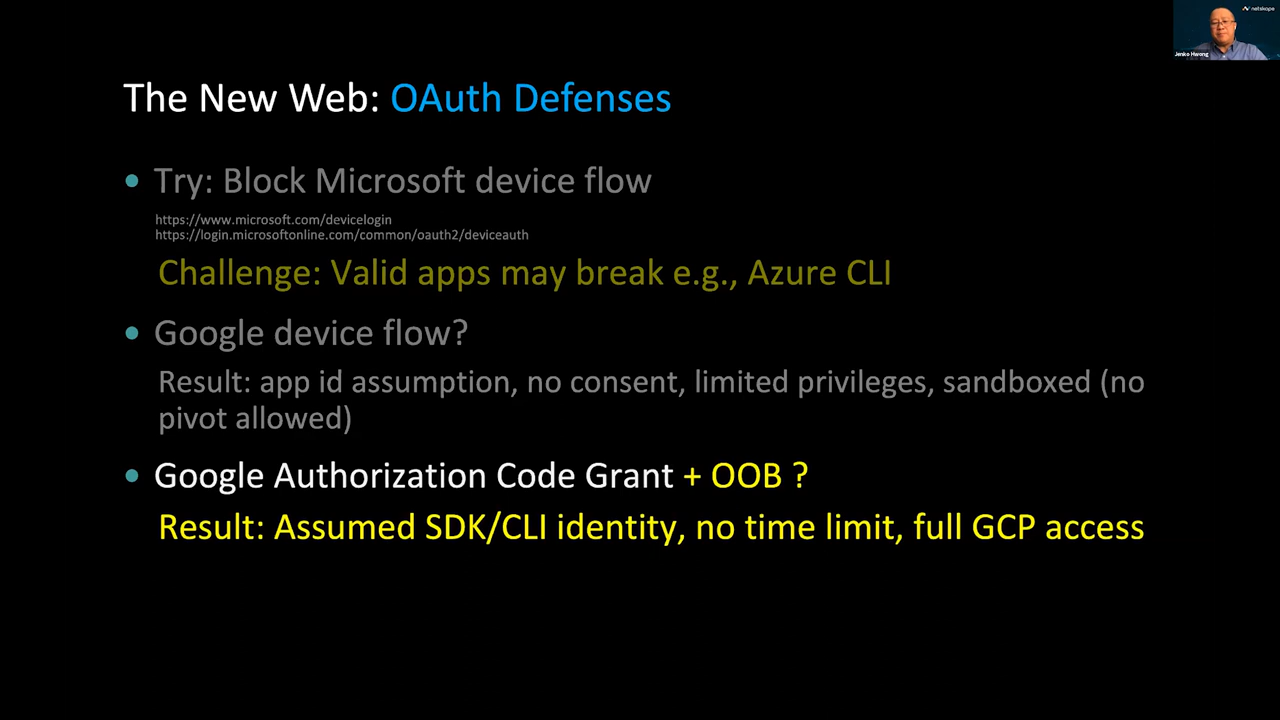 netskope
Jenko Hwong
The New Web: OAuth Defenses
• Try: Block Microsoft device flow
https://www.microsoft.com/devicelogin
https://login.microsoftonline.com/common/oauth2/deviceauth
Challenge: Valid apps may break e.g., Azure CLI
• Google device flow?
Result: app id assumption, no consent, limited privileges, sandboxed (no
pivot allowed)
• Google Authorization Code Grant + OOB ?
Result: Assumed SDK/CLI identity, no time limit, full GCP access